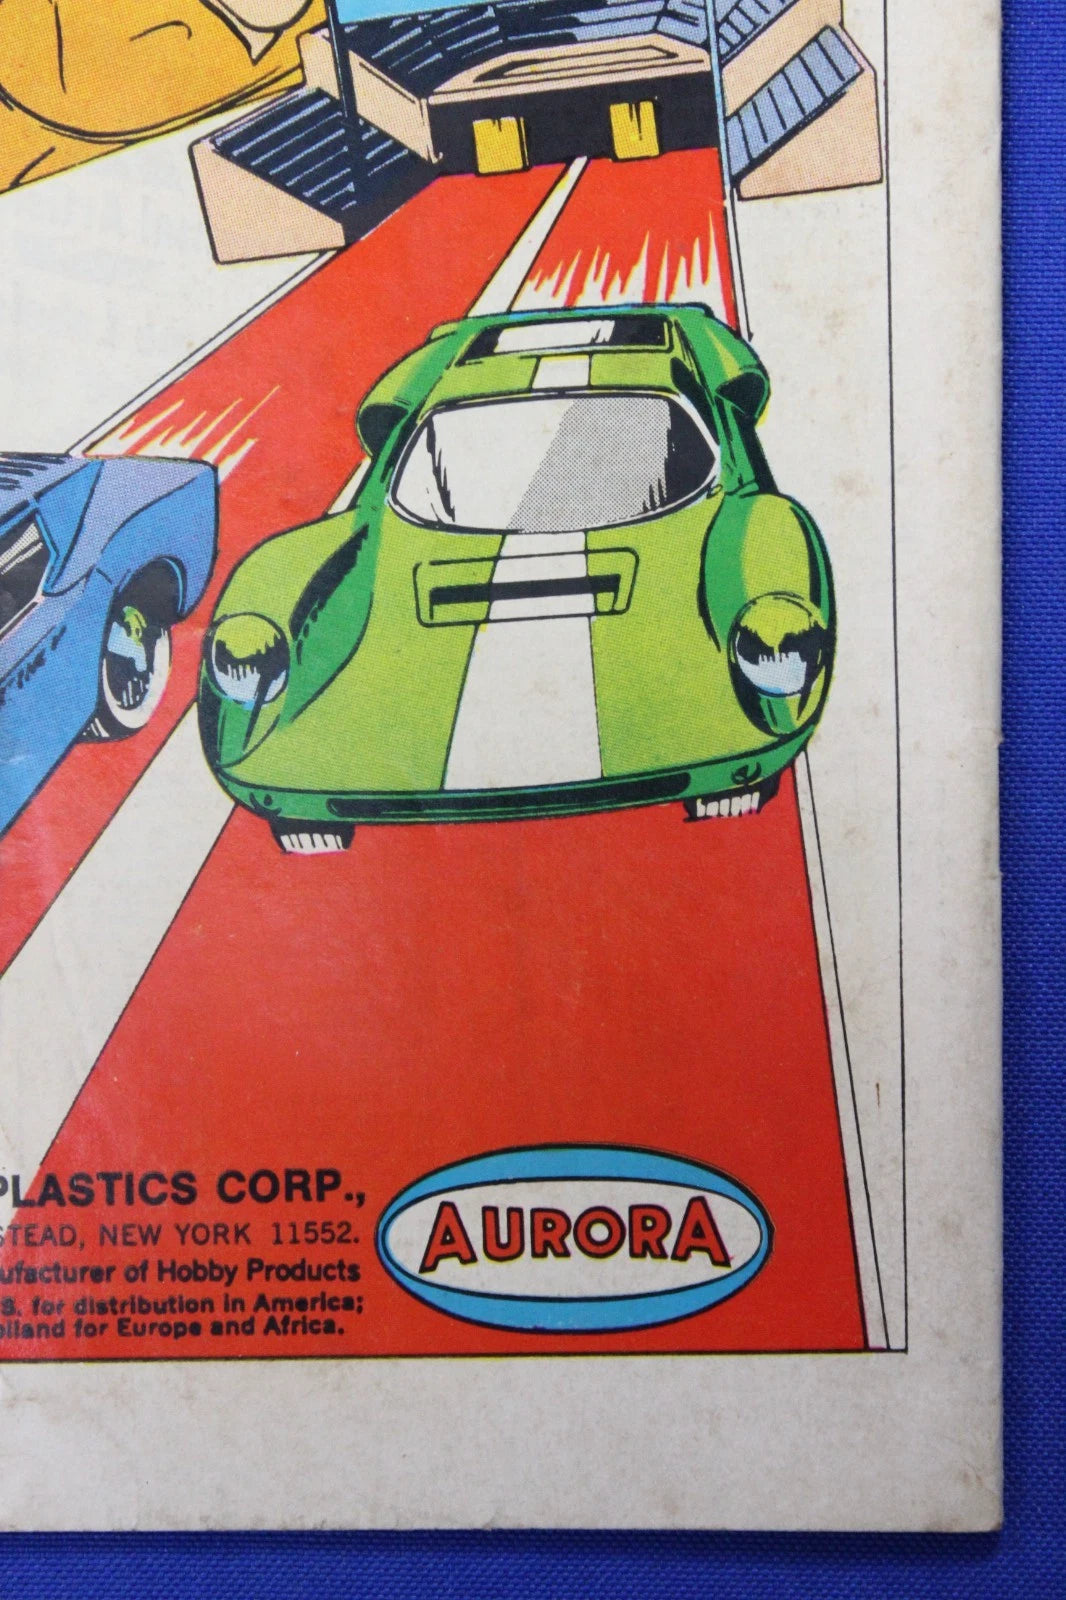 PLASTICS CORP.,
STEAD, NEW YORK 11552.
ufacturer of Hobby Products
S. for distribution in America;
olland for Europe and Africa.
AURORA